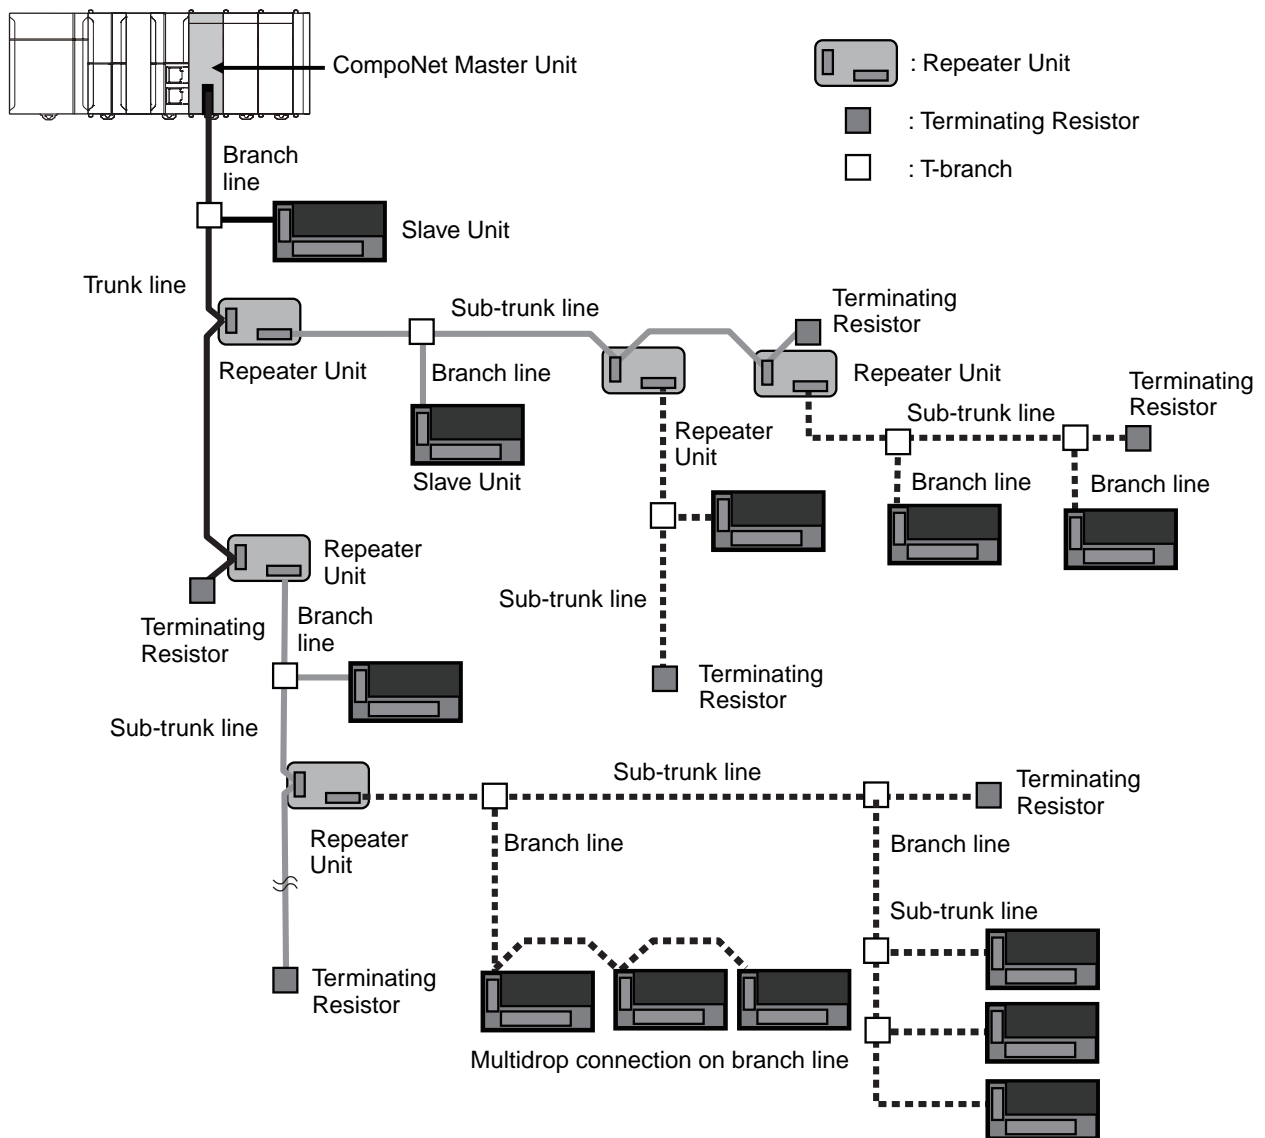 CompoNet Master Unit
: Repeater Unit
: Terminating Resistor
: T-branch
Branch
line
Slave Unit
Trunk line
Sub-trunk line
Terminating
Resistor
Repeater Unit
Branch line
Repeater Unit
Terminating
Resistor
Sub-trunk line
Repeater
Unit
Slave Unit
Branch line
Branch line
Repeater
Unit
Sub-trunk line
Terminating
Resistor
Branch
line
Terminating
Resistor
Sub-trunk line
Sub-trunk line
Terminating
Resistor
Repeater
Unit
Branch line
Branch line
Sub-trunk line
Terminating
Resistor
Multidrop connection on branch line